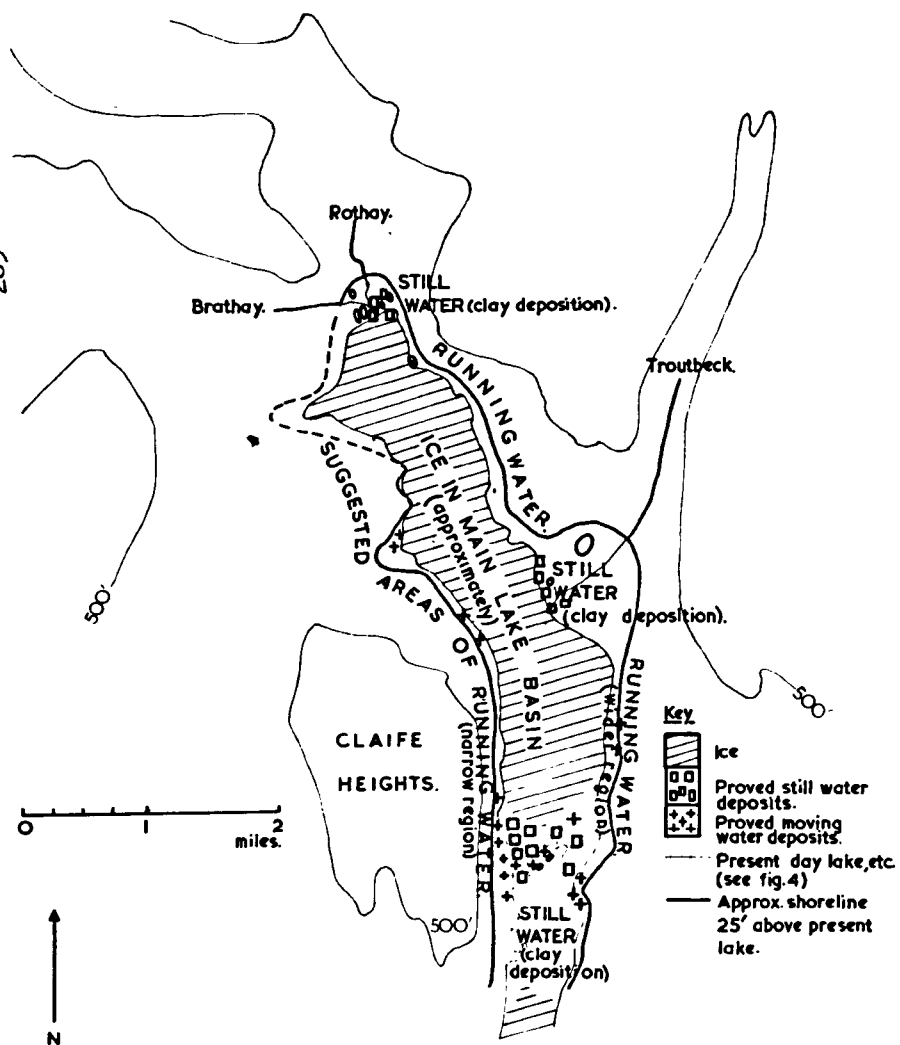 Rothay.
Brathay.
STILL
WATER (clay deposition).
RUNNING WATER.
Troutbeck.
ICE IN MAIN LAKE BASIN
(approximately)
SUGGESTED AREAS OF RUNNING WATER.
(narrow region)
STILL
WATER
(clay deposition).
RUNNING WATER
(wider region)
500'
500'
500'
CLAIFE
HEIGHTS.
0 1 2
miles.
STILL
WATER
(clay
deposition)
N
Key
Ice
Proved still water
deposits.
Proved moving
water deposits.
Present day lake, etc.
(see fig.4)
Approx. shoreline
25' above present
lake.